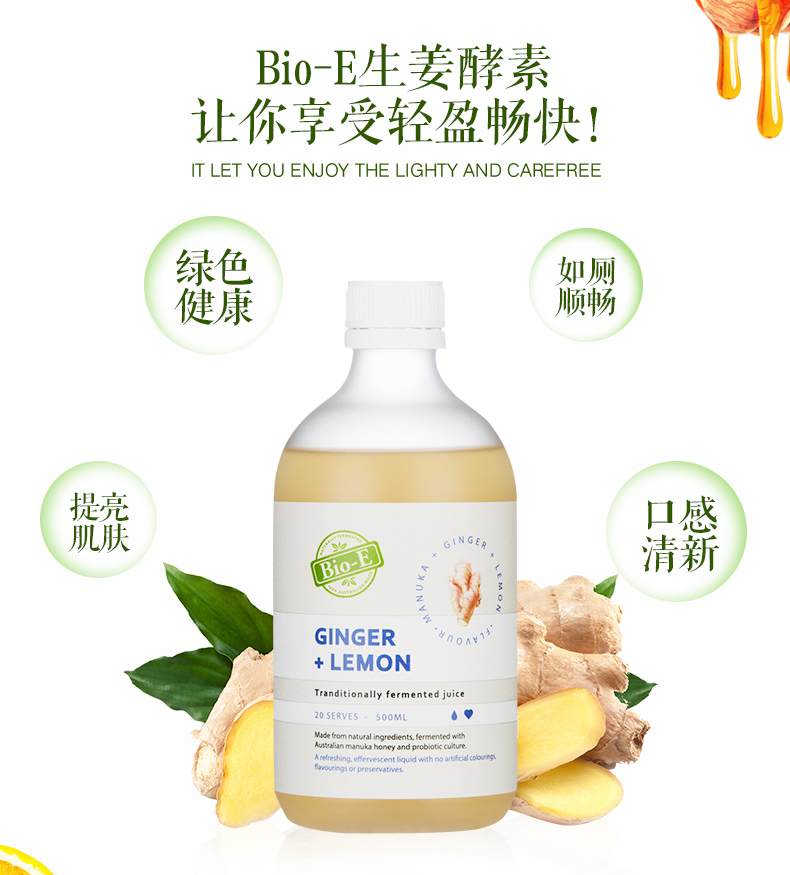 Bio-E生姜酵素
让你享受轻盈畅快!
IT LET YOU ENJOY THE LIGHTY AND CAREFREE
绿色
健康
如厕
顺畅
提亮
肌肤
口感
清新
Bio-E
MANUKA + GINGER + LEMON · FLAVOUR ·
GINGER
+ LEMON
Tranditionally fermented juice
20 SERVES - 500ML
Made from natural ingredients, fermented with
Australian manuka honey and probiotic culture.
A refreshing, effervescent liquid with no artificial colourings,
flavourings or preservatives.